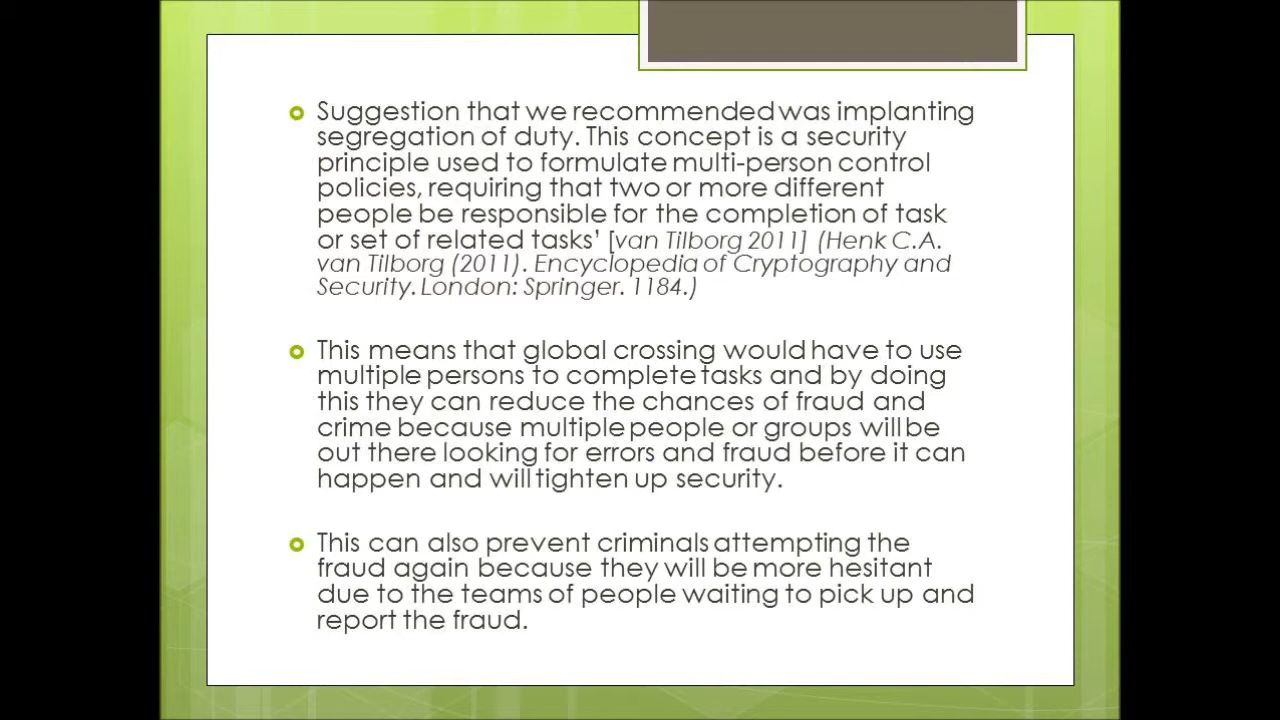 Suggestion that we recommended was implanting
segregation of duty. This concept is a security
principle used to formulate multi-person control
policies, requiring that two or more different
people be responsible for the completion of task
or set of related tasks’ [van Tilborg 2011] (Henk C.A.
van Tilborg (2011). Encyclopedia of Cryptography and
Security. London: Springer. 1184.)
This means that global crossing would have to use
multiple persons to complete tasks and by doing
this they can reduce the chances of fraud and
crime because multiple people or groups will be
out there looking for errors and fraud before it can
happen and will tighten up security.
This can also prevent criminals attempting the
fraud again because they will be more hesitant
due to the teams of people waiting to pick up and
report the fraud.